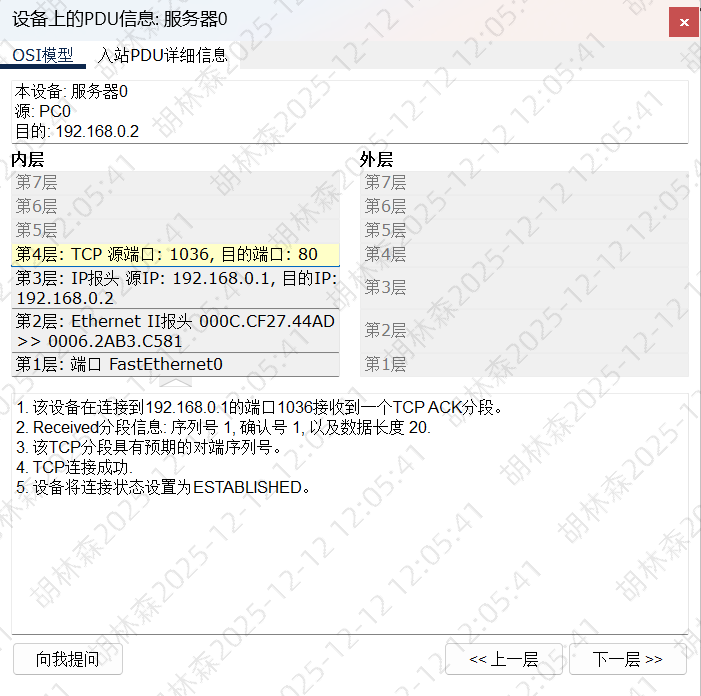 设备上的PDU信息: 服务器0
×
OSI模型 入站PDU详细信息
本设备: 服务器0
源: PC0
目的: 192.168.0.2
内层
第7层
第6层
第5层
第4层: TCP 源端口: 1036, 目的端口: 80
第3层: IP报头 源IP: 192.168.0.1, 目的IP:
192.168.0.2
第2层: Ethernet II报头 000C.CF27.44AD
>> 0006.2AB3.C581
第1层: 端口 FastEthernet0
外层
第7层
第6层
第5层
第4层
第3层
第2层
第1层
1. 该设备在连接到192.168.0.1的端口1036接收到一个TCP ACK分段。
2. Received分段信息: 序列号 1, 确认号 1, 以及数据长度 20.
3. 该TCP分段具有预期的对端序列号。
4. TCP连接成功.
5. 设备将连接状态设置为ESTABLISHED。
向我提问
<< 上一层
下一层 >>
胡林森2025-12-12 12:05:41